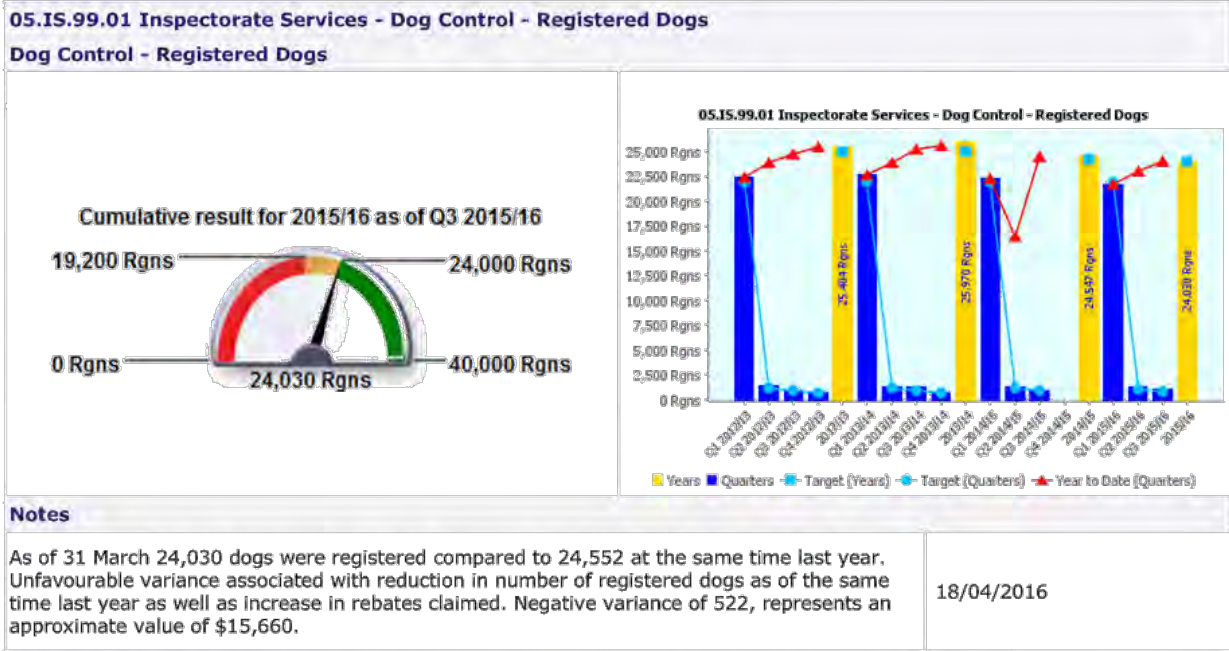 05.IS.99.01 Inspectorate Services - Dog Control - Registered Dogs
Dog Control - Registered Dogs
Cumulative result for 2015/16 as of Q3 2015/16
19,200 Rgns
24,000 Rgns
0 Rgns
40,000 Rgns
24,030 Rgns
05.IS.99.01 Inspectorate Services - Dog Control - Registered Dogs
25,000 Rgns
22,500 Rgns
20,000 Rgns
17,500 Rgns
15,000 Rgns
12,500 Rgns
10,000 Rgns
7,500 Rgns
5,000 Rgns
2,500 Rgns
0 Rgns
25,404 Rgns
25,970 Rgns
24,547 Rgns
24,030 Rgns
Q1 2012/13
Q2 2012/13
Q3 2012/13
Q4 2012/13
2012/13
Q1 2013/14
Q2 2013/14
Q3 2013/14
Q4 2013/14
2013/14
Q1 2014/15
Q2 2014/15
Q3 2014/15
Q4 2014/15
2014/15
Q1 2015/16
Q2 2015/16
Q3 2015/16
2015/16
Years Quarters Target (Years) Target (Quarters) Year to Date (Quarters)
Notes
As of 31 March 24,030 dogs were registered compared to 24,552 at the same time last year.
Unfavourable variance associated with reduction in number of registered dogs as of the same
time last year as well as increase in rebates claimed. Negative variance of 522, represents an
approximate value of $15,660.
18/04/2016